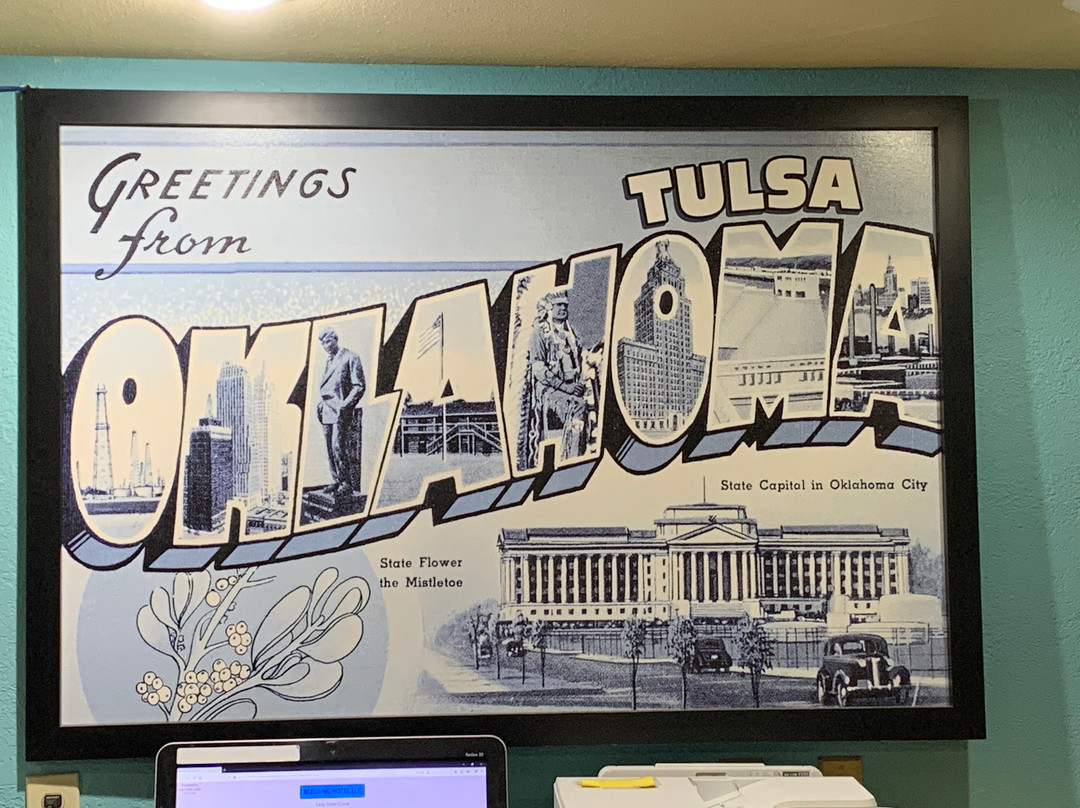 GREETINGS
from
TULSA
OKLAHOMA
State Capital in Oklahoma City
State Flower
the Mistletoe